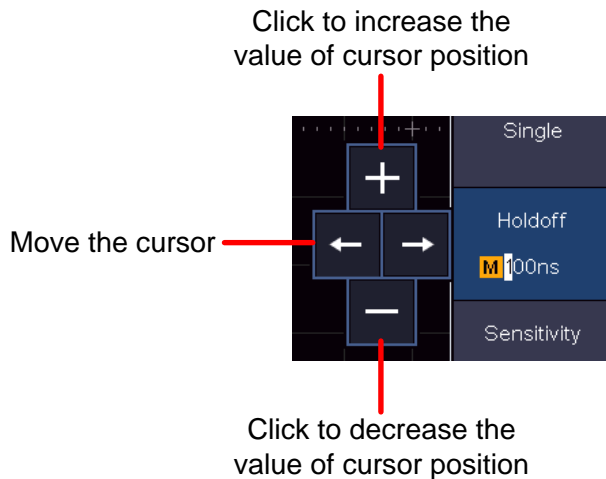 Click to increase the
value of cursor position
Single
Move the cursor
Holdoff
M 100ns
Sensitivity
Click to decrease the
value of cursor position